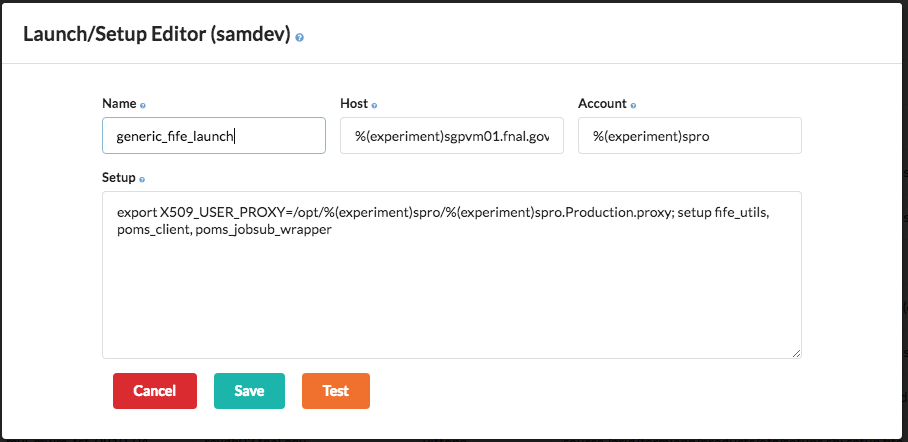 Launch/Setup Editor (samdev)
Name
Host
Account
generic_fife_launch
%(experiment)sgpvm01.fnal.gov
%(experiment)spro
Setup
export X509_USER_PROXY=/opt/%(experiment)spro/%(experiment)spro.Production.proxy; setup fife_utils,
poms_client, poms_jobsub_wrapper
Cancel
Save
Test